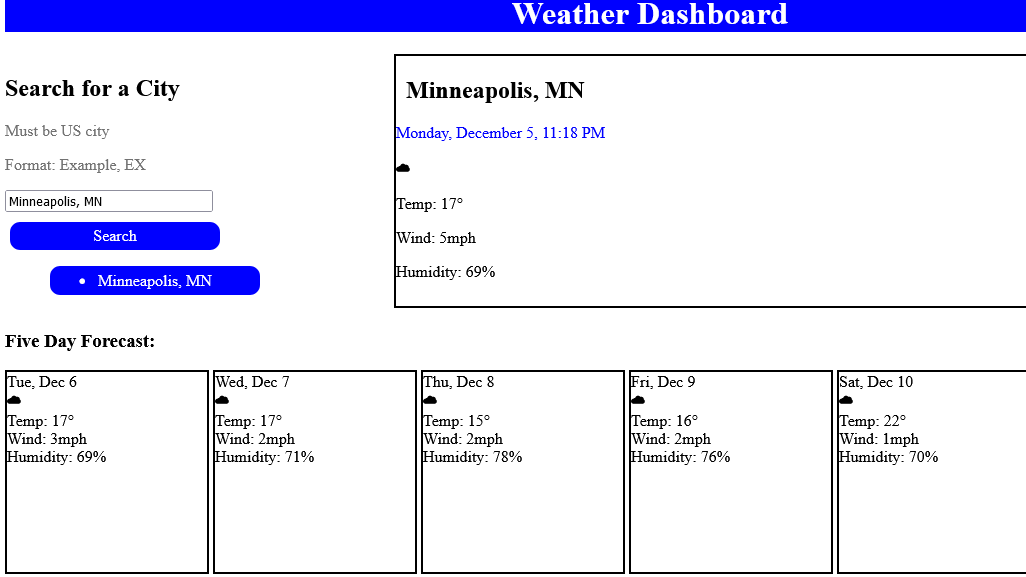 Weather Dashboard
Search for a City
Must be US city
Format: Example, EX
Minneapolis, MN
Search
Minneapolis, MN
Minneapolis, MN
Monday, December 5, 11:18 PM
Temp: 17°
Wind: 5mph
Humidity: 69%
Five Day Forecast:
Tue, Dec 6
Temp: 17°
Wind: 3mph
Humidity: 69%
Wed, Dec 7
Temp: 17°
Wind: 2mph
Humidity: 71%
Thu, Dec 8
Temp: 15°
Wind: 2mph
Humidity: 78%
Fri, Dec 9
Temp: 16°
Wind: 2mph
Humidity: 76%
Sat, Dec 10
Temp: 22°
Wind: 1mph
Humidity: 70%